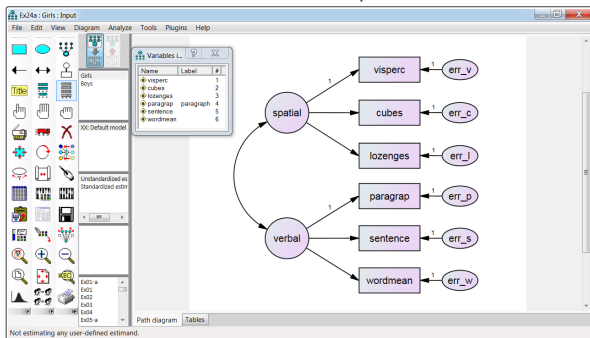 Ex24a : Girls : Input
File Edit View Diagram Analyze Tools Plugins Help
Title
Girls
Boys
XX: Default model
Unstandardized es
Standardized estim
Ex01-a
Ex01
Ex02
Ex03
Ex04
Ex05-a
Variables i...
Name Label #
visperc 1
cubes 2
lozenges 3
paragrap paragraph 4
sentence 5
wordmean 6
spatial
verbal
1
visperc
1
err_v
cubes
1
err_c
lozenges
1
err_l
1
paragrap
1
err_p
sentence
1
err_s
wordmean
1
err_w
Path diagram Tables
Not estimating any user-defined estimand.